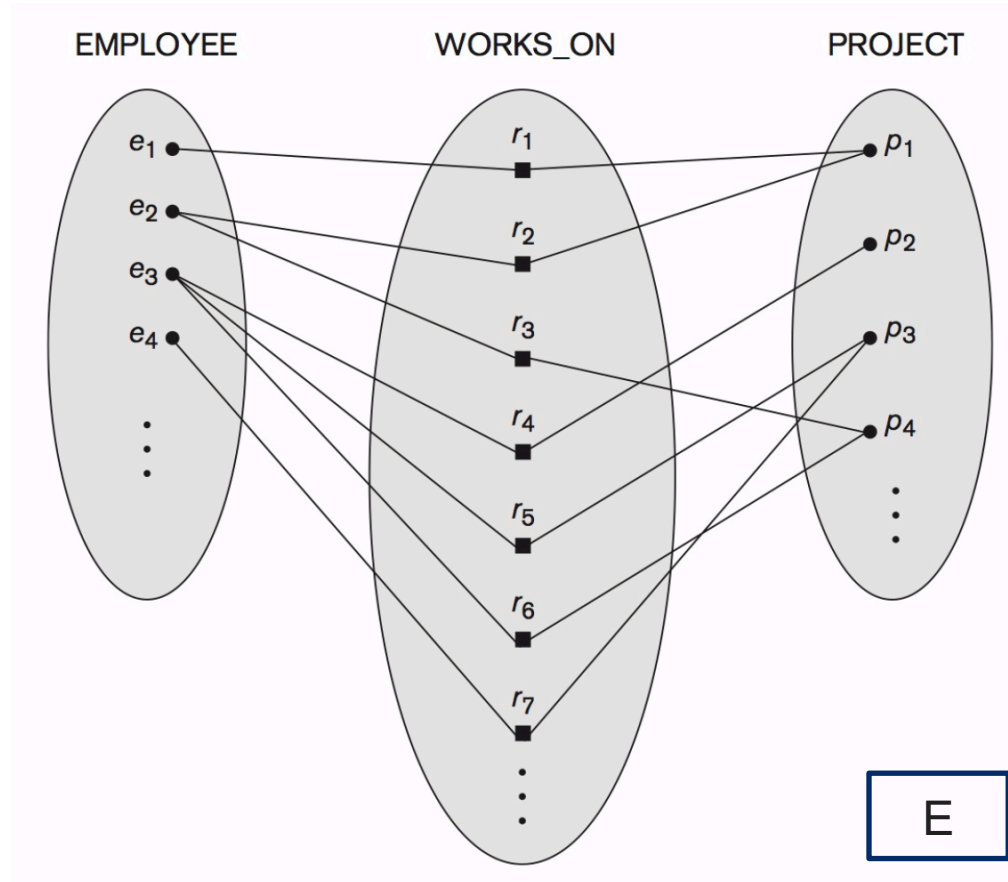 EMPLOYEE WORKS_ON PROJECT
e1 r1 p1
e2 r2 p2
e3 r3 p3
e4 r4 p4
r5
r6
r7
E